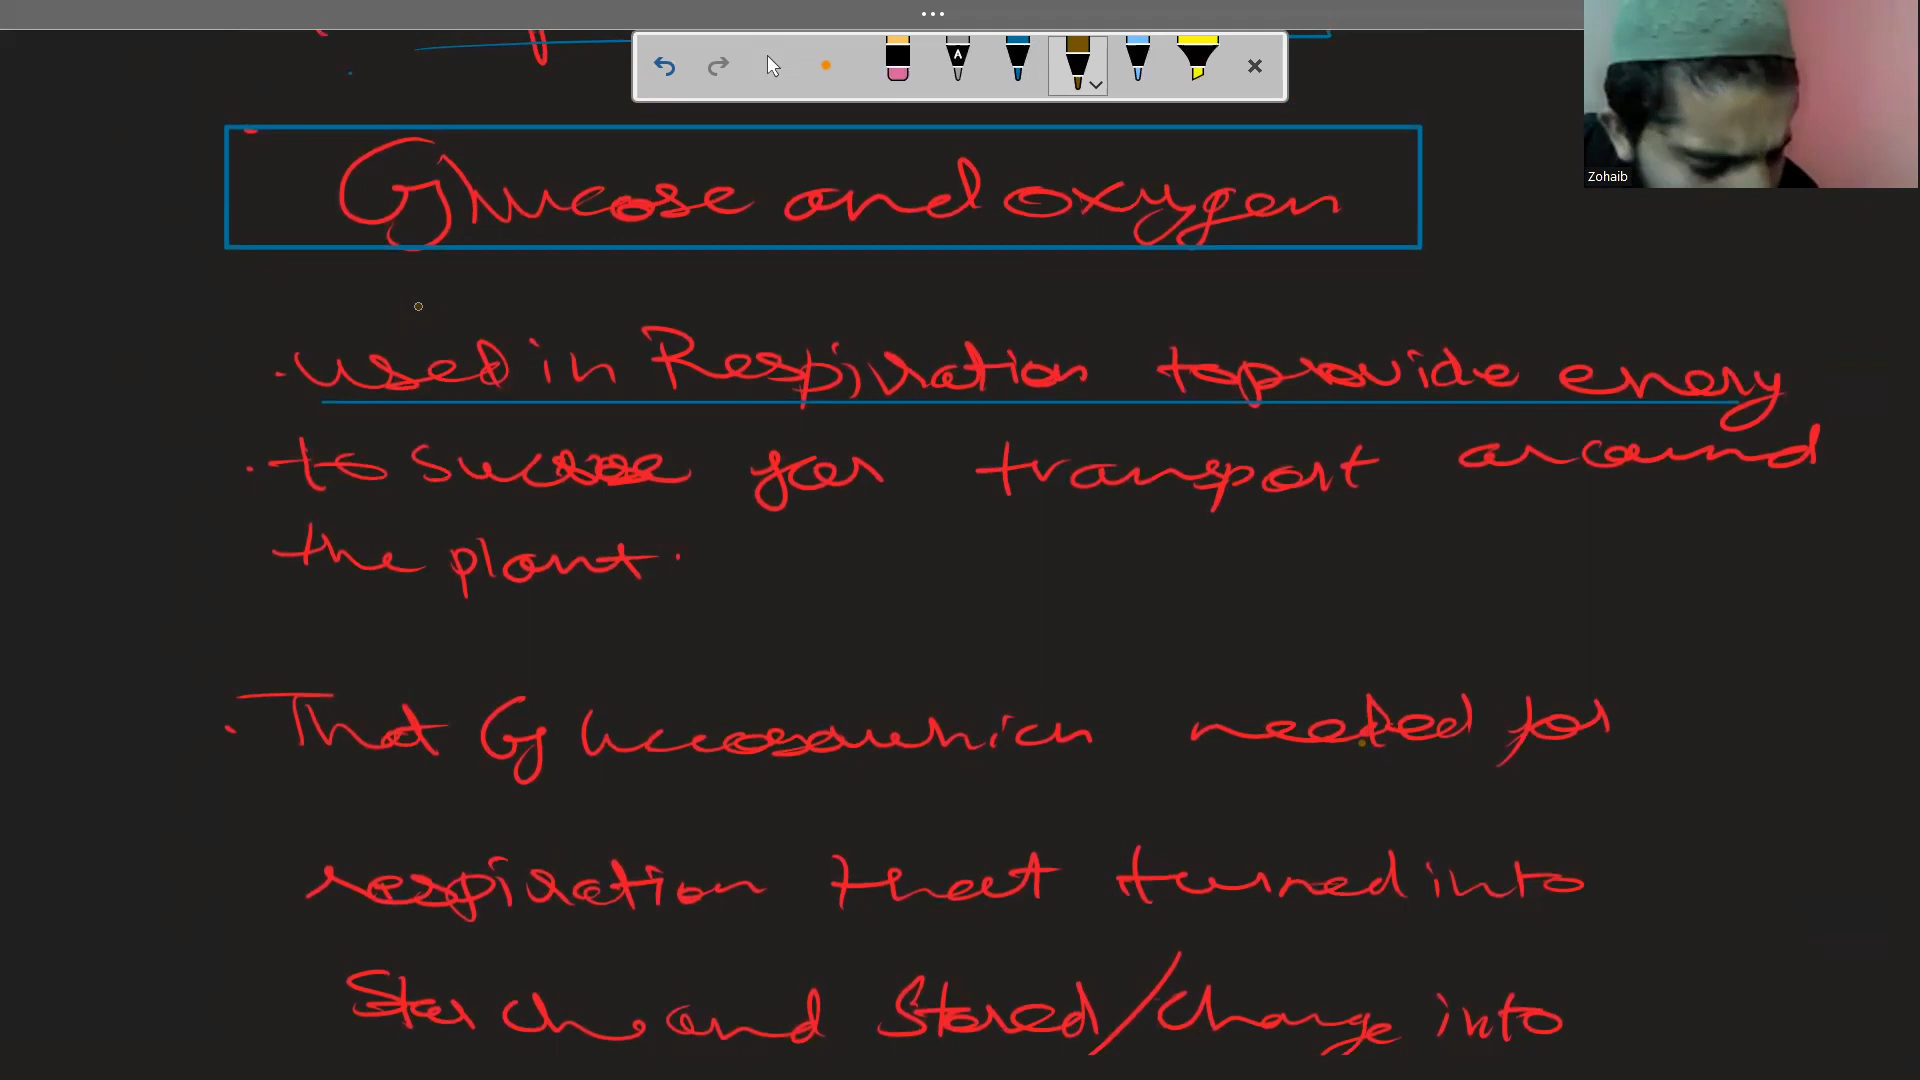 Glucose and oxygen
Zohaib
• used in Respiration to provide enery
• to sucrose for transport around
the plant.
• That Glucose which needed for
respiration that turned into
Starch and Stored/change into